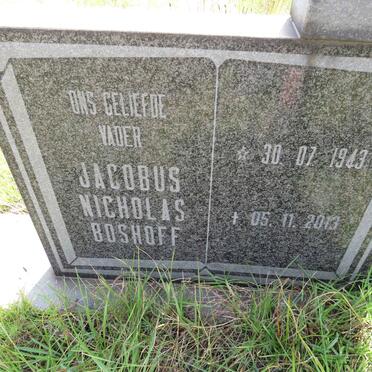 ONS GELIEFDE
VADER
JACOBUS
NICHOLAS
BOSHOFF
☆ 30 07 1943
✝ 05. 11. 2013